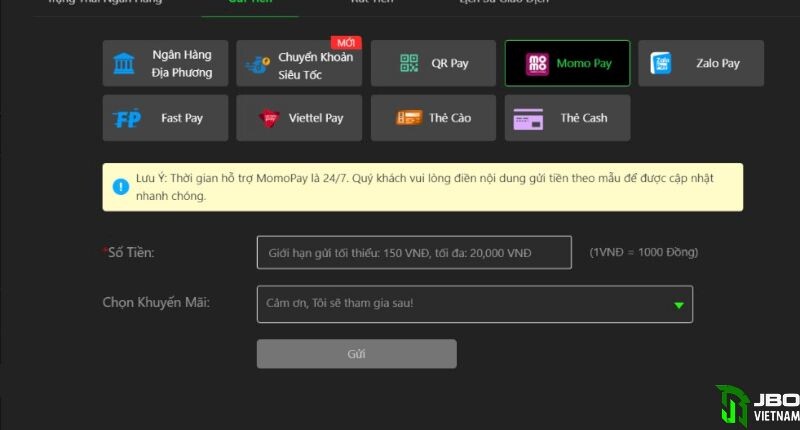 Trạng Thái Ngân Hàng
Gửi Tiền
Rút Tiền
Lịch Sử Giao Dịch
Ngân Hàng
Địa Phương
MỚI
Chuyển Khoản
Siêu Tốc
QR Pay
momo
Momo Pay
Zalo Pay
FP
Fast Pay
Viettel Pay
Thẻ Cào
Thẻ Cash
Lưu Ý: Thời gian hỗ trợ MomoPay là 24/7. Quý khách vui lòng điền nội dung gửi tiền theo mẫu để được cập nhật
nhanh chóng.
*Số Tiền:
Giới hạn gửi tối thiểu: 150 VNĐ, tối đa: 20,000 VNĐ
(1VNĐ = 1000 Đồng)
Chọn Khuyến Mãi:
Cảm ơn, Tôi sẽ tham gia sau!
Gửi
JBO
VIETNAM